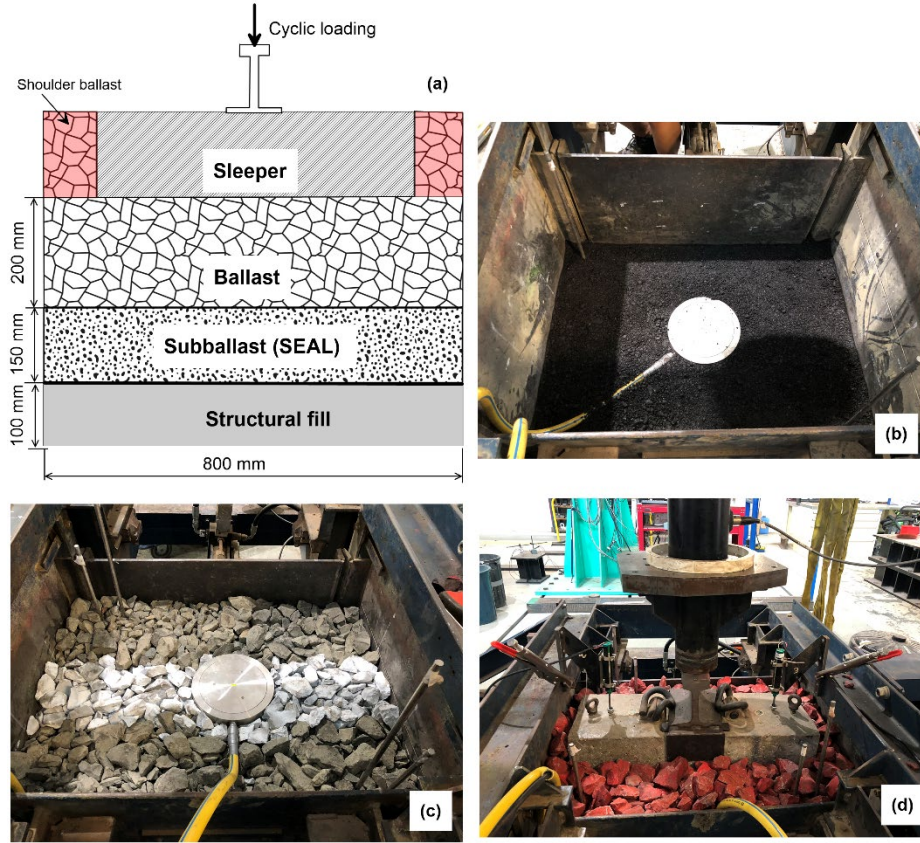 Cyclic loading
(a)
Shoulder ballast
Sleeper
200 mm
Ballast
150 mm
Subballast (SEAL)
100 mm
Structural fill
800 mm
(b)
(c)
(d)